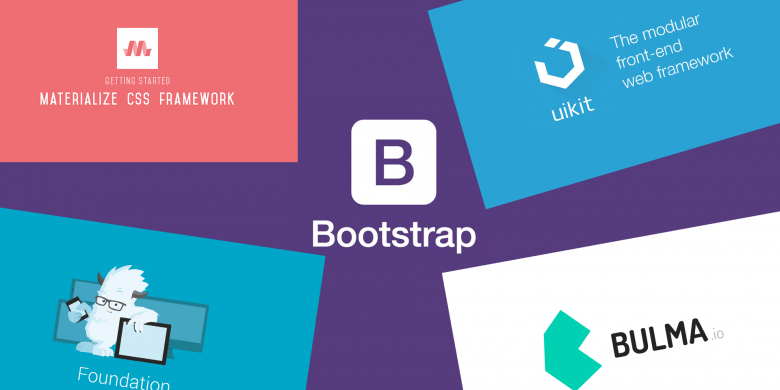 GETTING STARTED
MATERIALIZE CSS FRAMEWORK
uikit
The modular
front-end
web framework
B
Bootstrap
Foundation
BULMA.io